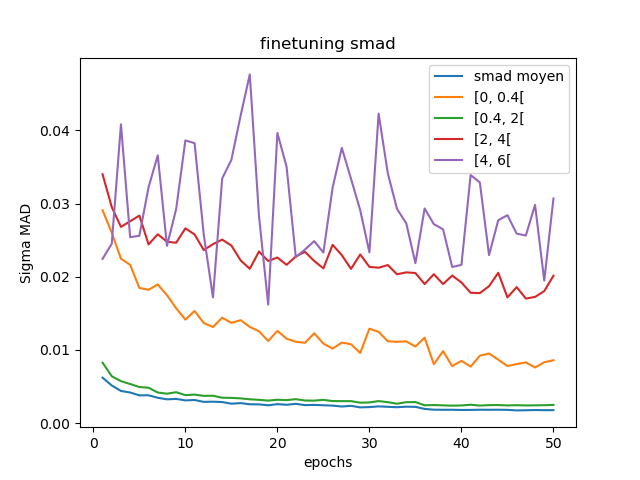 finetuning smad
smad moyen
[0, 0.4[
[0.4, 2[
[2, 4[
[4, 6[
Sigma MAD
0.04
0.03
0.02
0.01
0.00
0 10 20 30 40 50
epochs